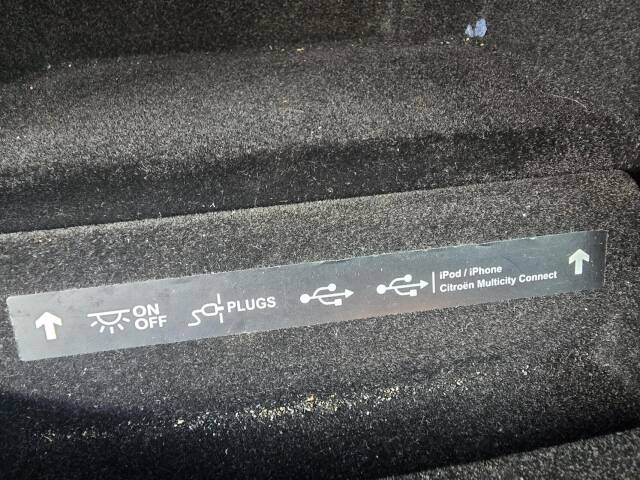 ON
OFF
PLUGS
iPod / iPhone
Citroën Multicity Connect